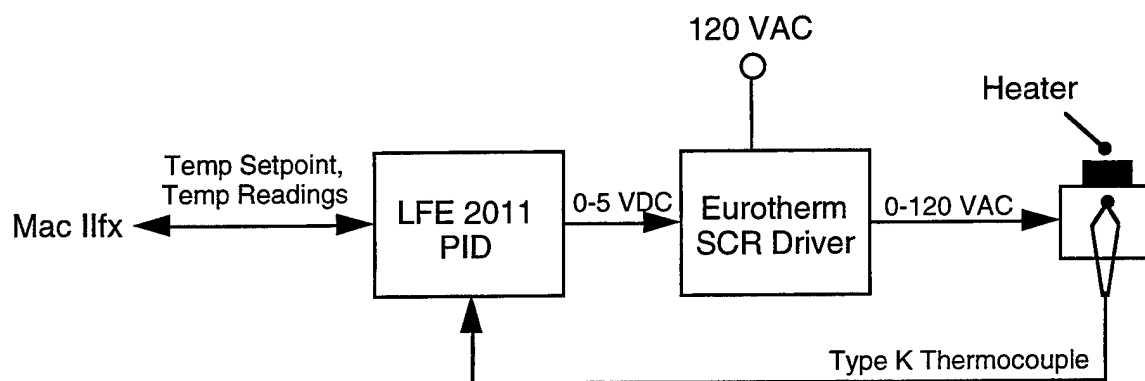 120 VAC
Heater
Temp Setpoint,
Temp Readings
Mac IIfx
LFE 2011
PID
0-5 VDC
Eurotherm
SCR Driver
0-120 VAC
Type K Thermocouple